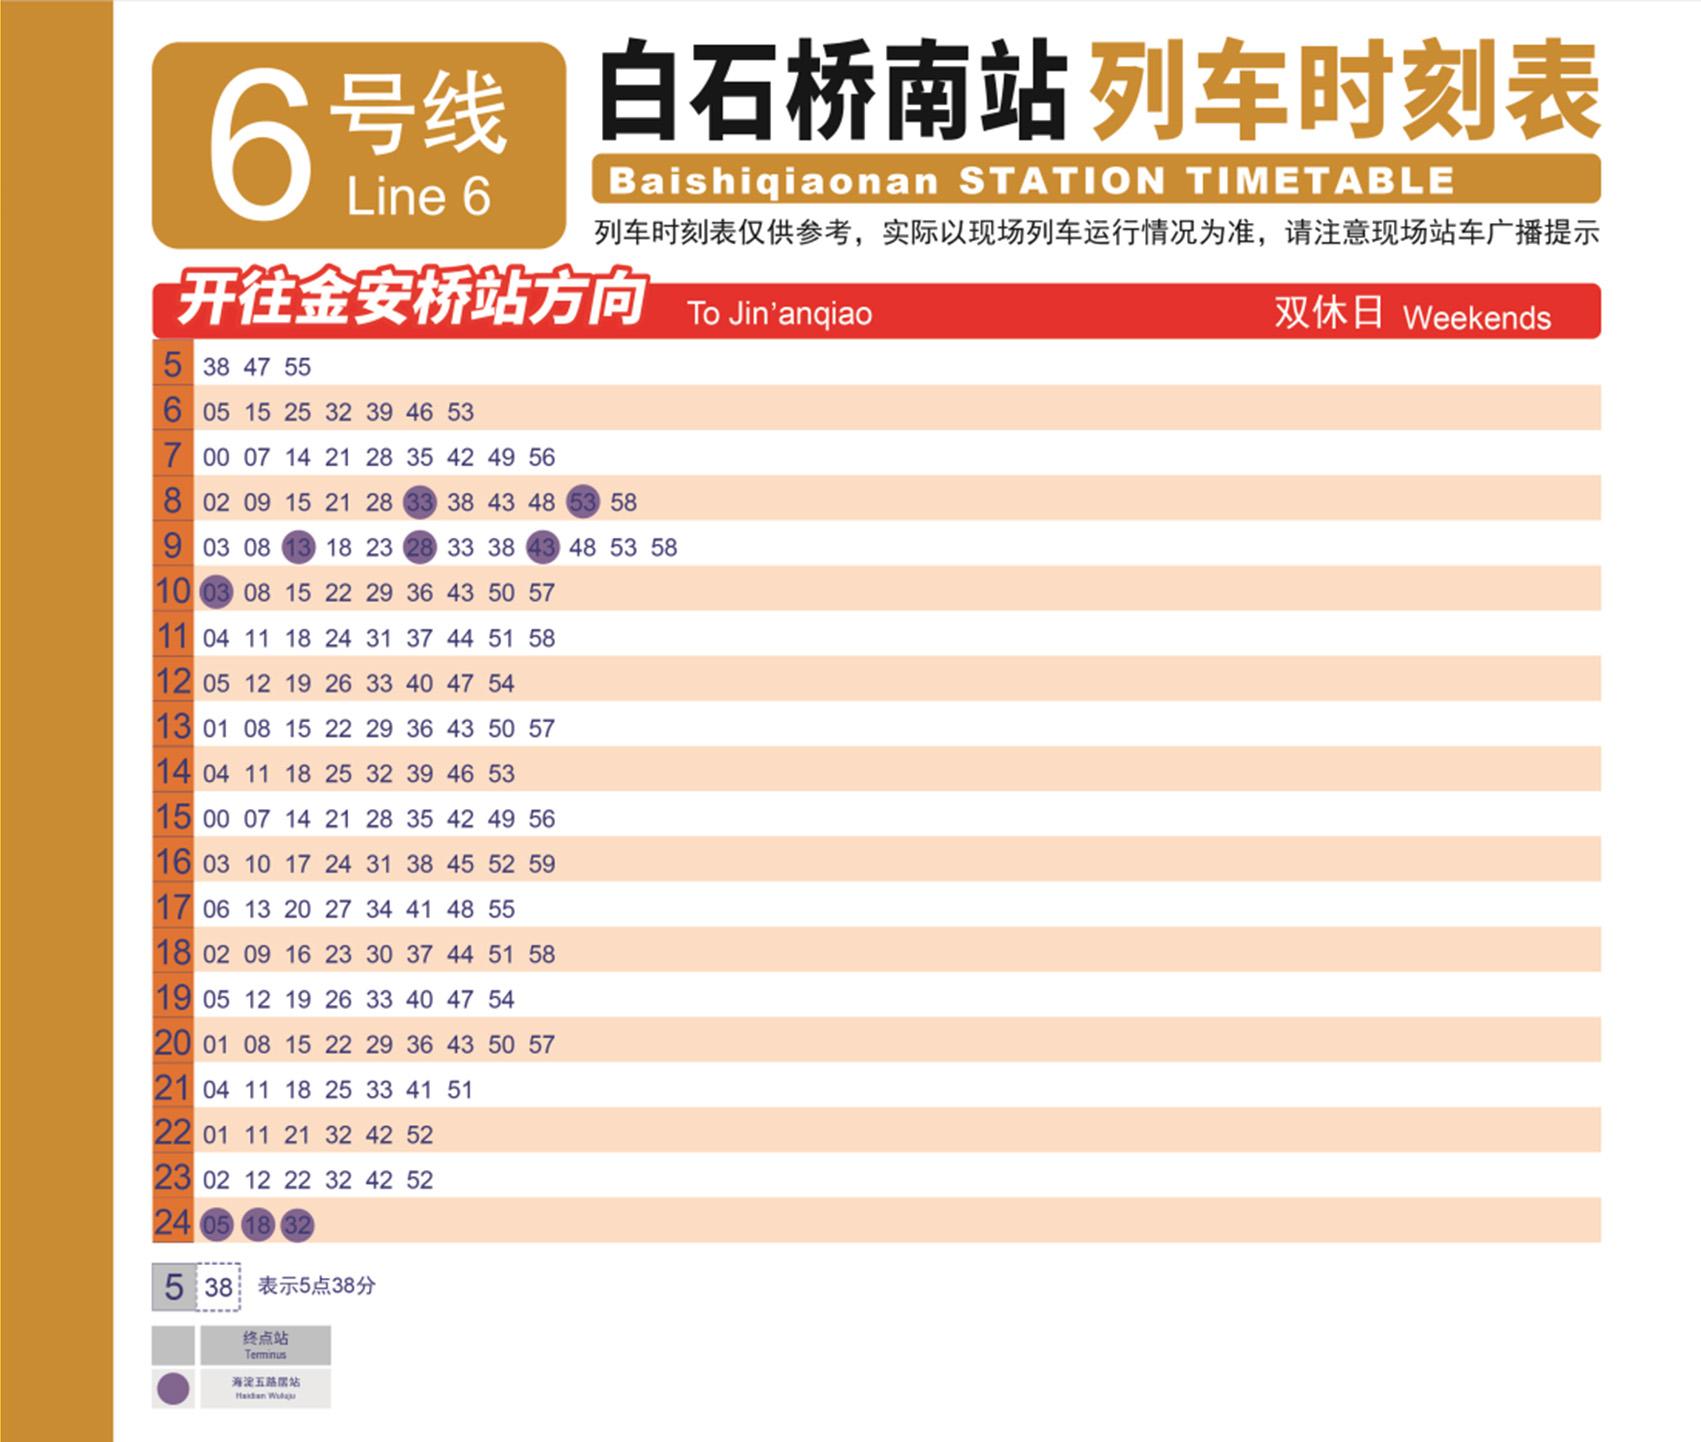 6号线
Line 6
白石桥南站列车时刻表
Baishiqiaonan STATION TIMETABLE
列车时刻表仅供参考，实际以现场列车运行情况为准，请注意现场站车广播提示
开往金安桥站方向 To Jin'anqiao 双休日 Weekends
5 38 47 55
6 05 15 25 32 39 46 53
7 00 07 14 21 28 35 42 49 56
8 02 09 15 21 28 33 38 43 48 53 58
9 03 08 13 18 23 28 33 38 43 48 53 58
10 03 08 15 22 29 36 43 50 57
11 04 11 18 24 31 37 44 51 58
12 05 12 19 26 33 40 47 54
13 01 08 15 22 29 36 43 50 57
14 04 11 18 25 32 39 46 53
15 00 07 14 21 28 35 42 49 56
16 03 10 17 24 31 38 45 52 59
17 06 13 20 27 34 41 48 55
18 02 09 16 23 30 37 44 51 58
19 05 12 19 26 33 40 47 54
20 01 08 15 22 29 36 43 50 57
21 04 11 18 25 33 41 51
22 01 11 21 32 42 52
23 02 12 22 32 42 52
24 05 18 32
5 38 表示5点38分
终点站
Terminus
海淀五路居站
Haidian Wuluju